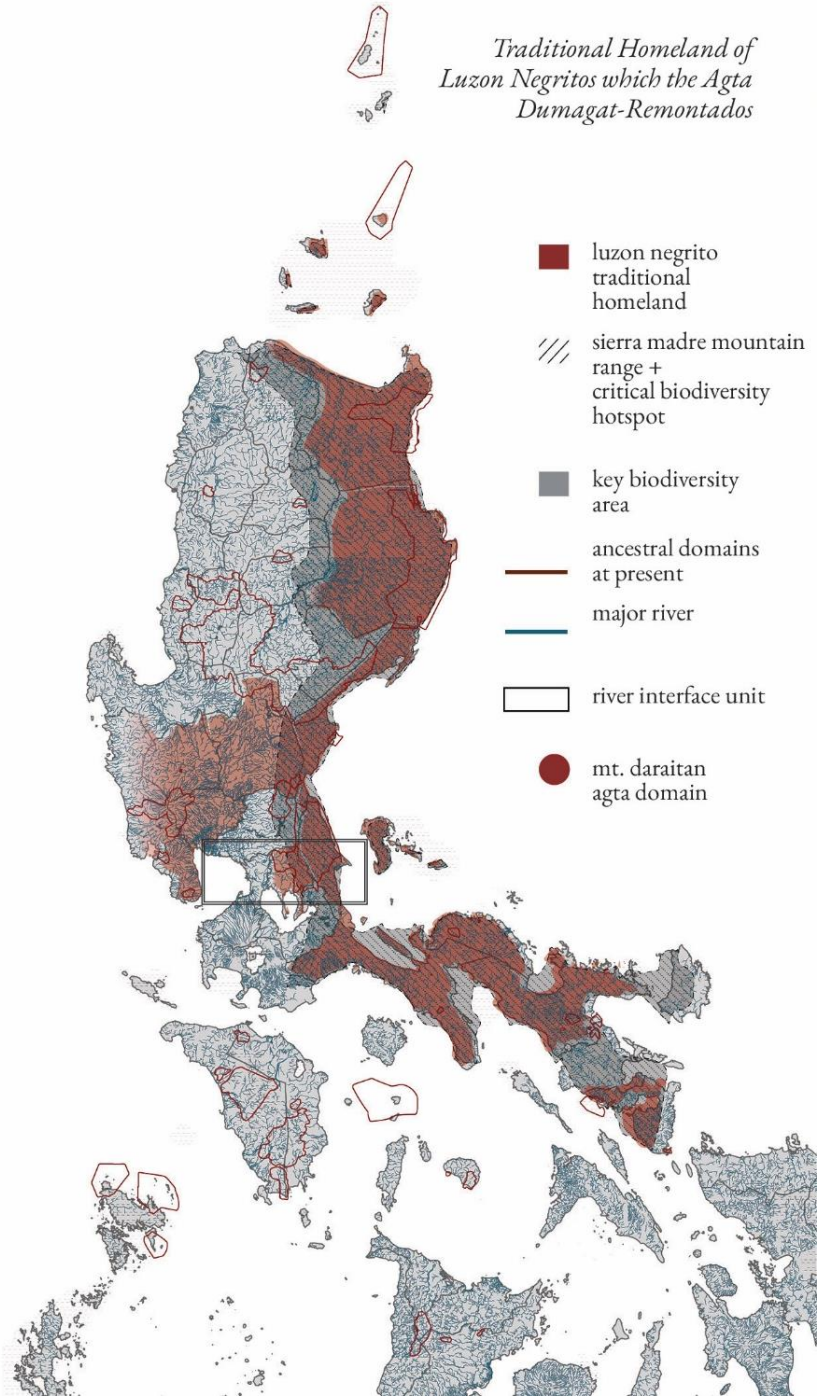 Traditional Homeland of
Luzon Negritos which the Agta
Dumagat-Remontados
luzon negrito
traditional
homeland
sierra madre mountain
range +
critical biodiversity
hotspot
key biodiversity
area
ancestral domains
at present
major river
river interface unit
mt. daraitan
agta domain